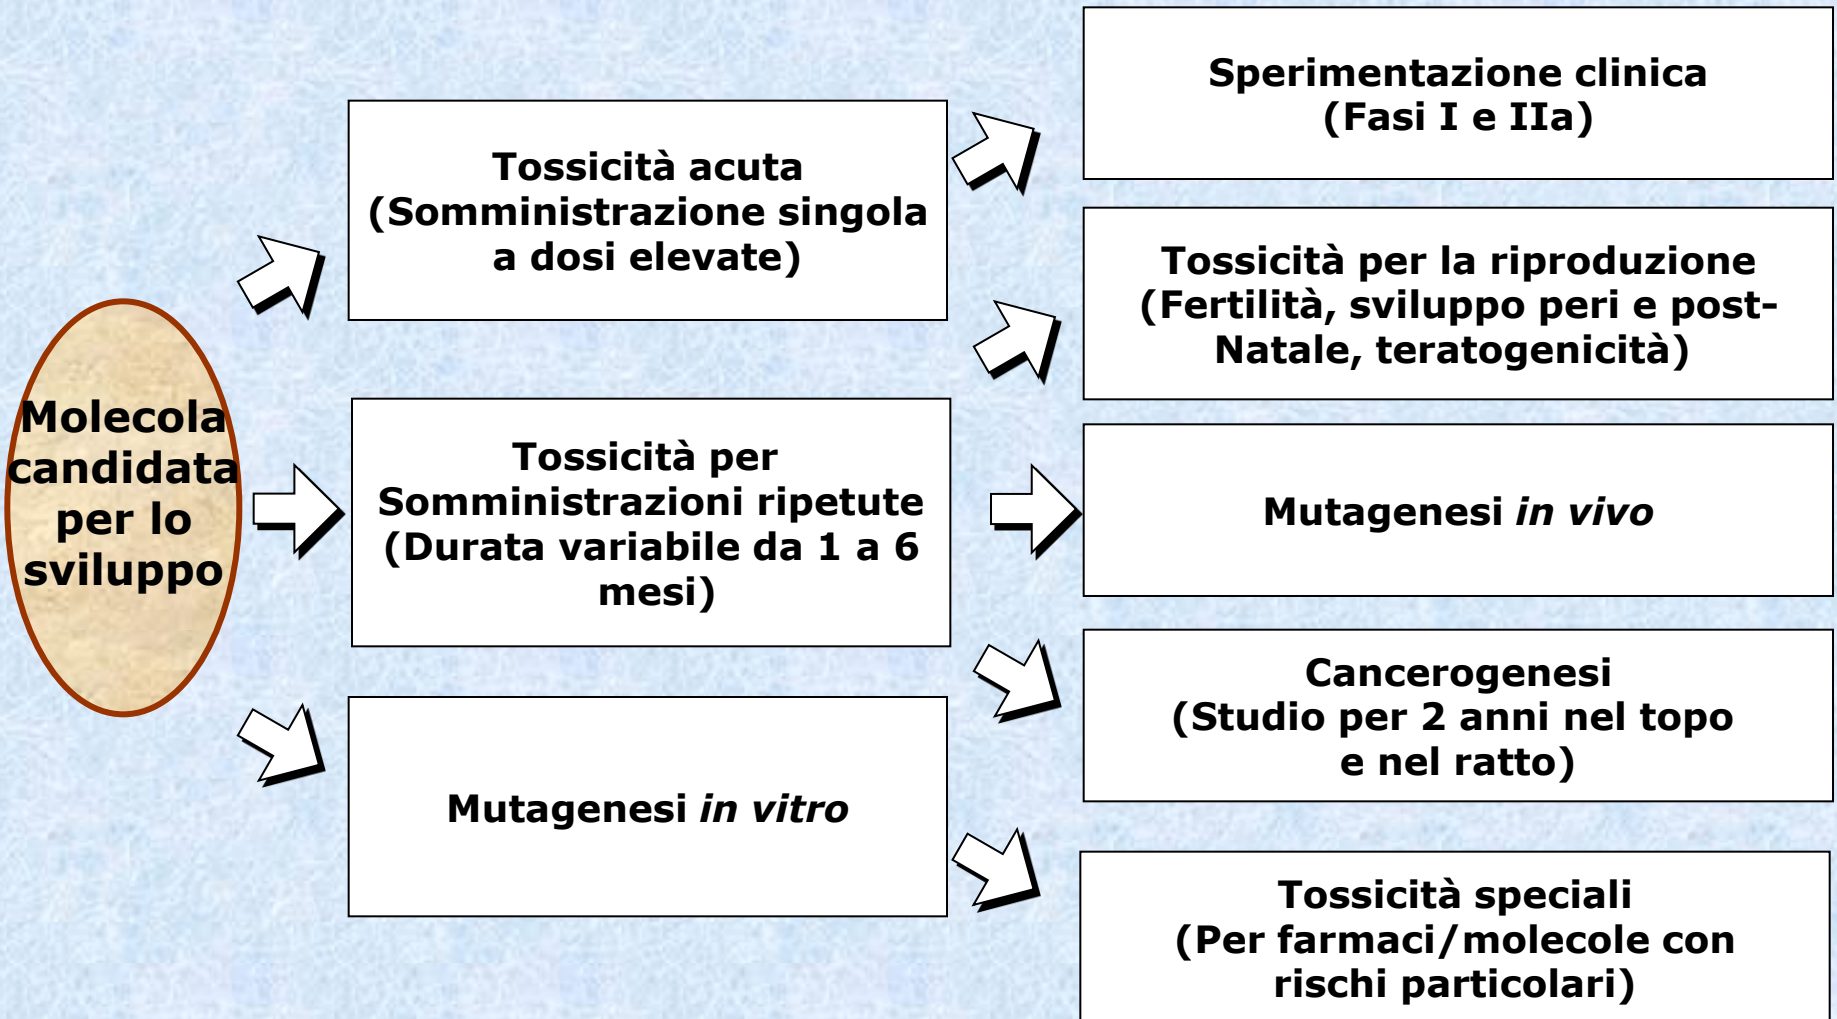 Molecola
candidata
per lo
sviluppo
Tossicità acuta
(Somministrazione singola
a dosi elevate)
Tossicità per
Somministrazioni ripetute
(Durata variabile da 1 a 6
mesi)
Mutagenesi in vitro
Sperimentazione clinica
(Fasi I e IIa)
Tossicità per la riproduzione
(Fertilità, sviluppo peri e post-
Natale, teratogenicità)
Mutagenesi in vivo
Cancerogenesi
(Studio per 2 anni nel topo
e nel ratto)
Tossicità speciali
(Per farmaci/molecole con
rischi particolari)